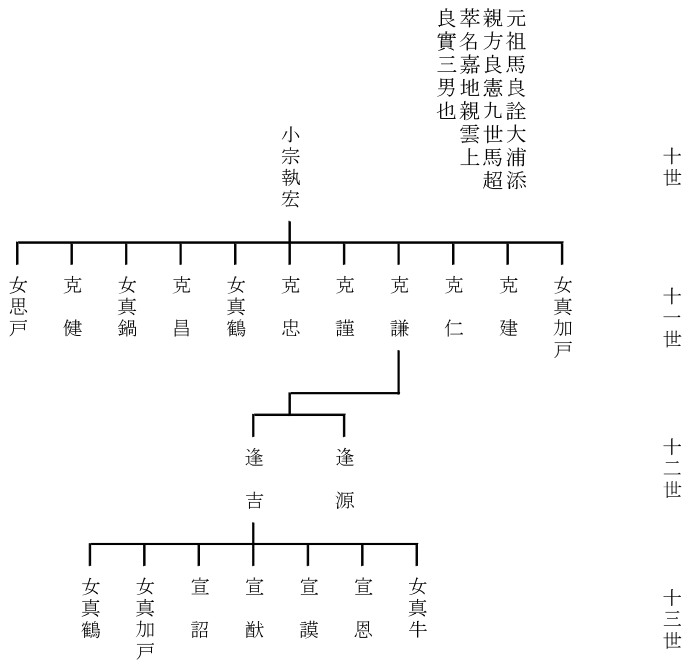 元祖馬良詮大浦添
親方良憲九世馬超
萃名嘉地親雲上
良實三男也
十世
小宗執宏
十一世
女真加戸
克建
克仁
克謙
克謹
克忠
女真鶴
克昌
女真鍋
克健
女思戸
十二世
逢源
逢吉
十三世
女真牛
宣恩
宣謨
宣猷
宣詔
女真加戸
女真鶴